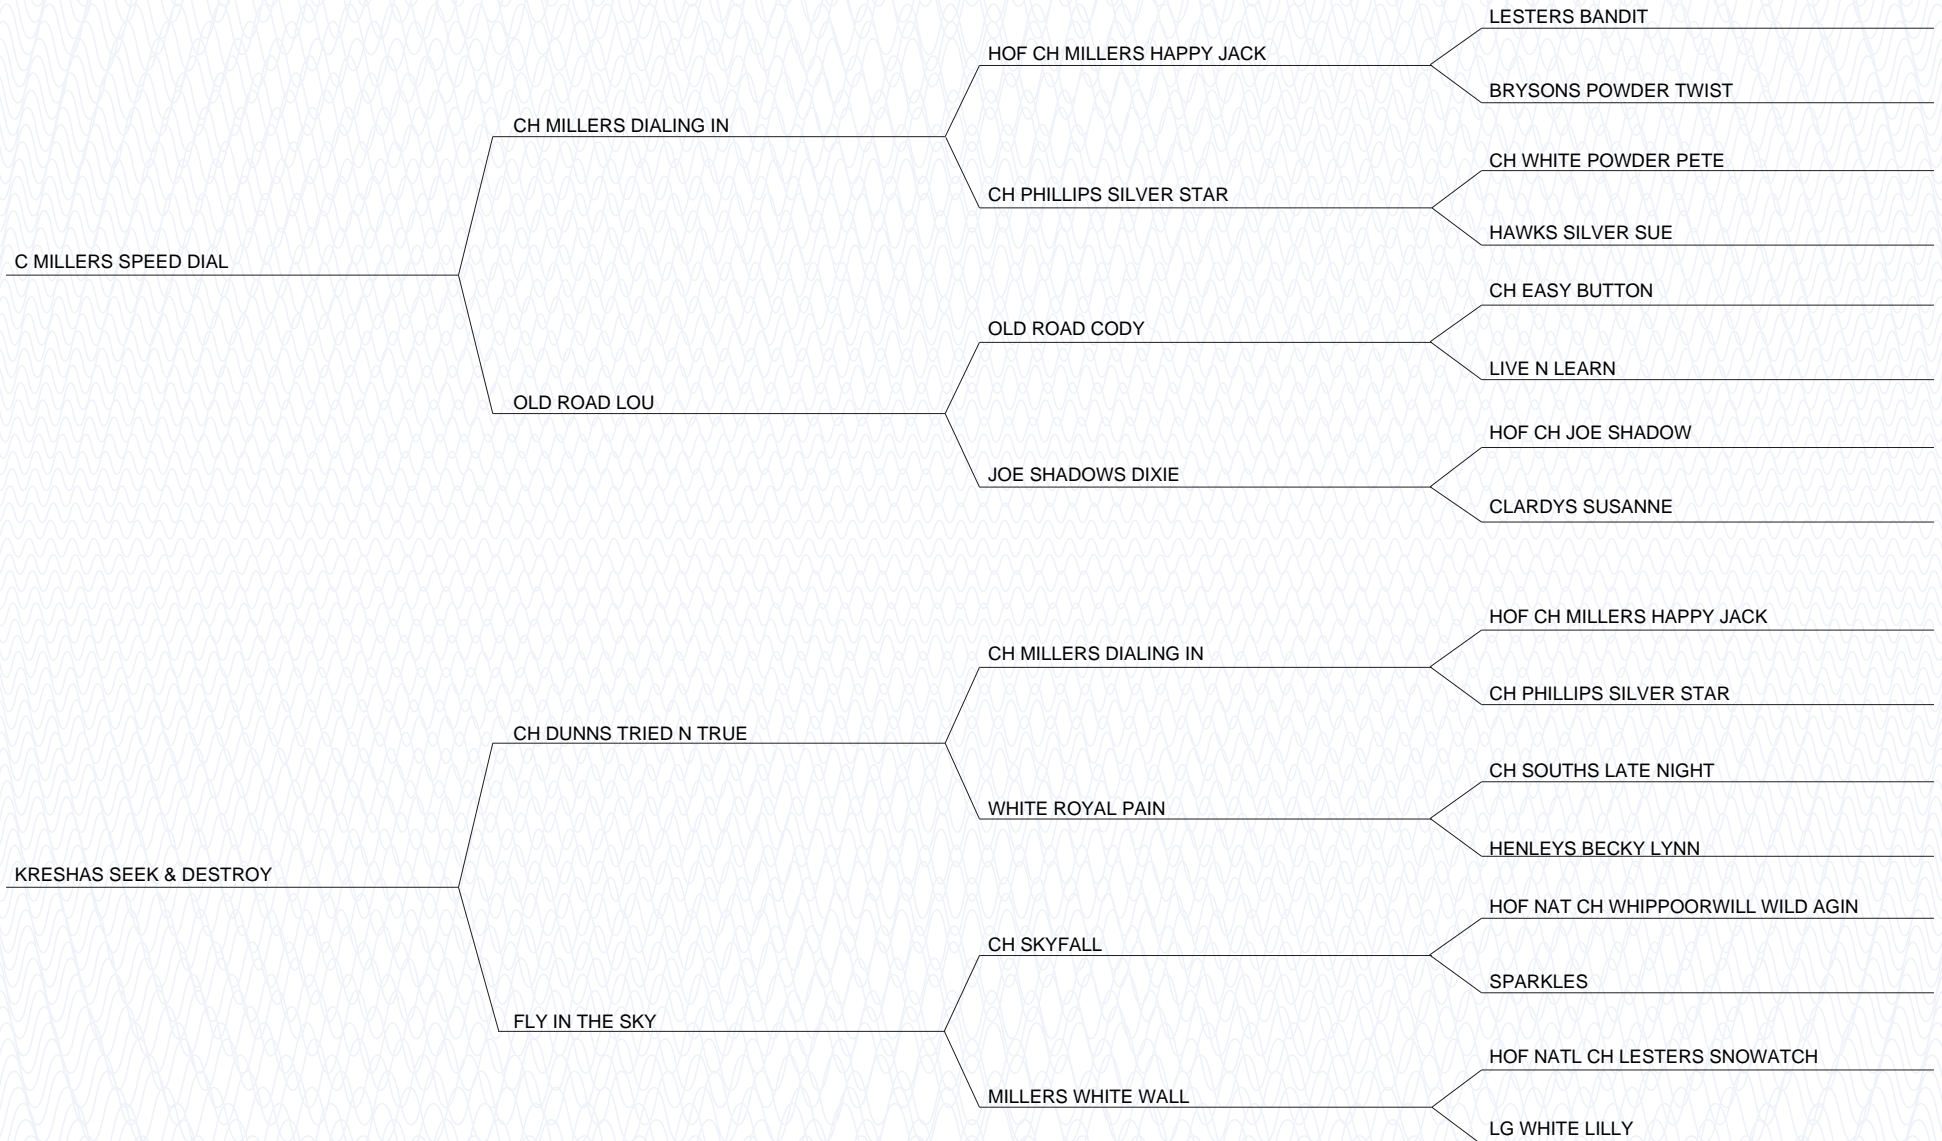 LESTERS BANDIT
HOF CH MILLERS HAPPY JACK
BRYSONS POWDER TWIST
CH MILLERS DIALING IN
CH WHITE POWDER PETE
CH PHILLIPS SILVER STAR
HAWKS SILVER SUE
C MILLERS SPEED DIAL
CH EASY BUTTON
OLD ROAD CODY
LIVE N LEARN
OLD ROAD LOU
HOF CH JOE SHADOW
JOE SHADOWS DIXIE
CLARDYS SUSANNE
HOF CH MILLERS HAPPY JACK
CH MILLERS DIALING IN
CH PHILLIPS SILVER STAR
CH DUNNS TRIED N TRUE
CH SOUTHS LATE NIGHT
WHITE ROYAL PAIN
HENLEYS BECKY LYNN
KRESHAS SEEK & DESTROY
HOF NAT CH WHIPPOORWILL WILD AGIN
CH SKYFALL
SPARKLES
FLY IN THE SKY
HOF NATL CH LESTERS SNOWATCH
MILLERS WHITE WALL
LG WHITE LILLY